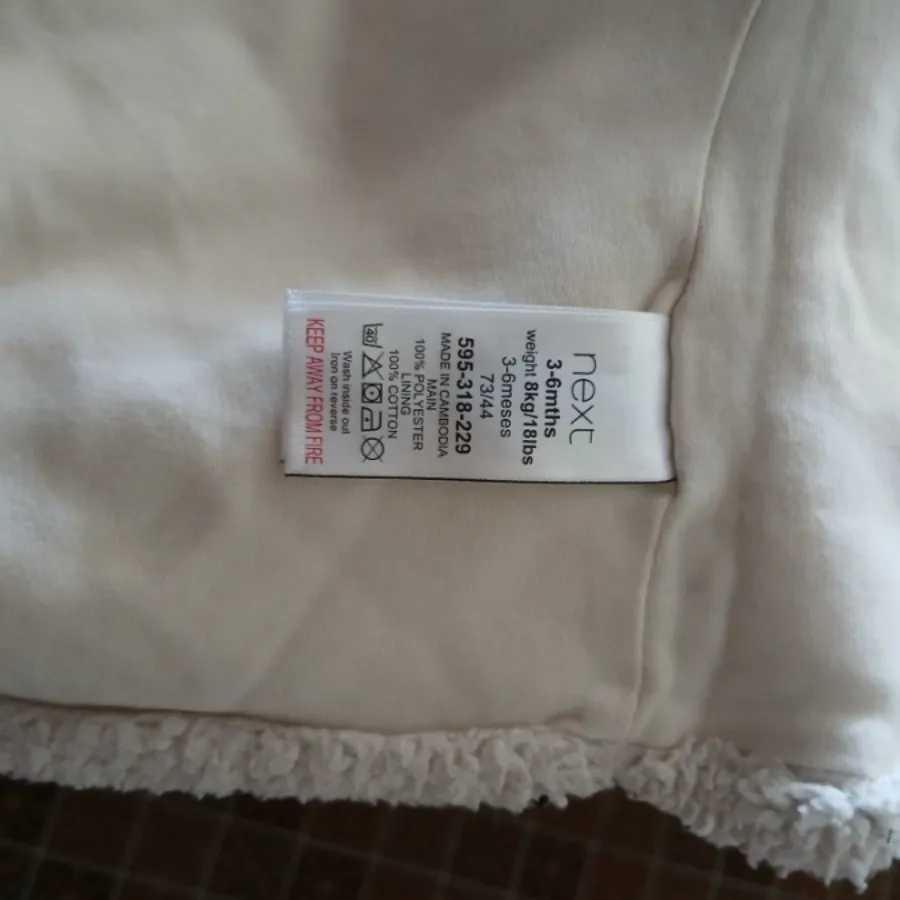 next
3-6mths
weight 8kg/18lbs
3-6meses
73/44
595-318-229
MADE IN CAMBODIA
MAIN
100% POLYESTER
LINING
100% COTTON
40
Wash inside out
Iron on reverse
KEEP AWAY FROM FIRE